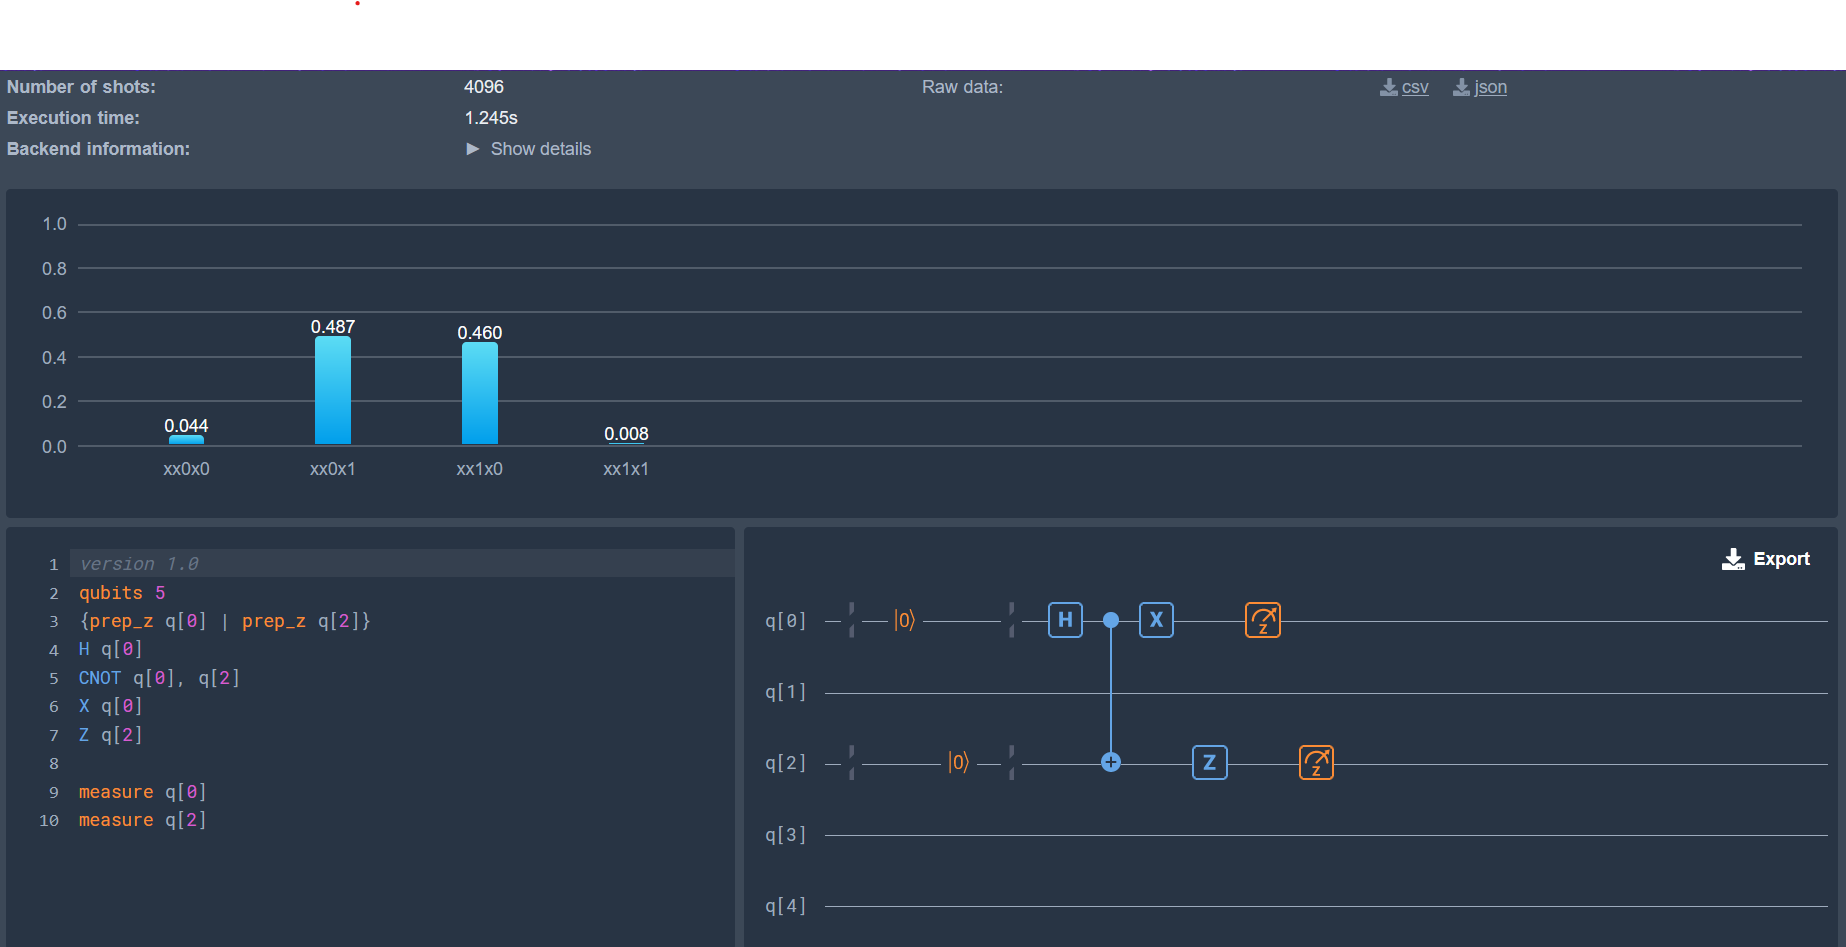 Number of shots: 4096 Raw data: csv json
Execution time: 1.245s
Backend information: ► Show details
1.0
0.8
0.6
0.4
0.2
0.0
0.044 0.487 0.460 0.008
xx0x0 xx0x1 xx1x0 xx1x1
1 version 1.0
2 qubits 5
3 {prep_z q[0] | prep_z q[2]}
4 H q[0]
5 CNOT q[0], q[2]
6 X q[0]
7 Z q[2]
8
9 measure q[0]
10 measure q[2]
Export
q[0] |0⟩ H X Z
q[1]
q[2] |0⟩ Z Z
q[3]
q[4]